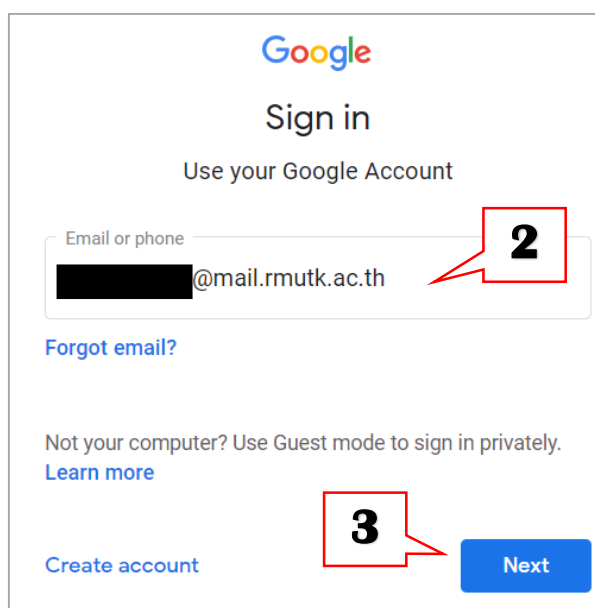 Google
Sign in
Use your Google Account
Email or phone
2
@mail.rmutk.ac.th
Forgot email?
Not your computer? Use Guest mode to sign in privately.
Learn more
3
Create account
Next